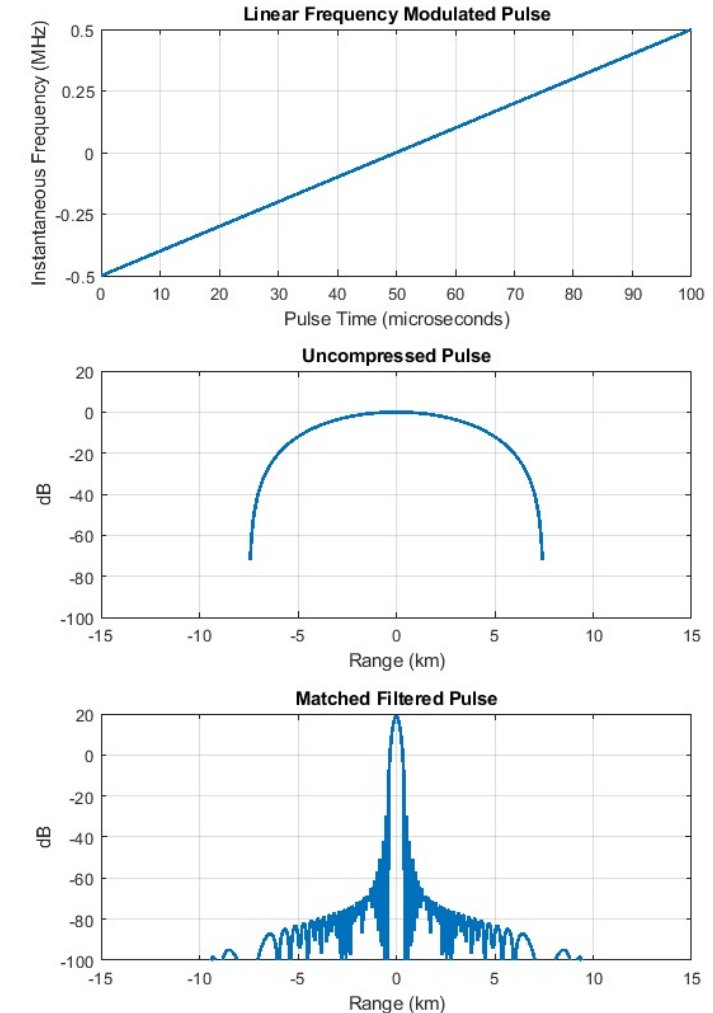 Linear Frequency Modulated Pulse
Instantaneous Frequency (MHz)
0.5
0.25
0
-0.25
-0.5
0 10 20 30 40 50 60 70 80 90 100
Pulse Time (microseconds)
Uncompressed Pulse
dB
20
0
-20
-40
-60
-80
-100
-15 -10 -5 0 5 10 15
Range (km)
Matched Filtered Pulse
dB
20
0
-20
-40
-60
-80
-100
-15 -10 -5 0 5 10 15
Range (km)